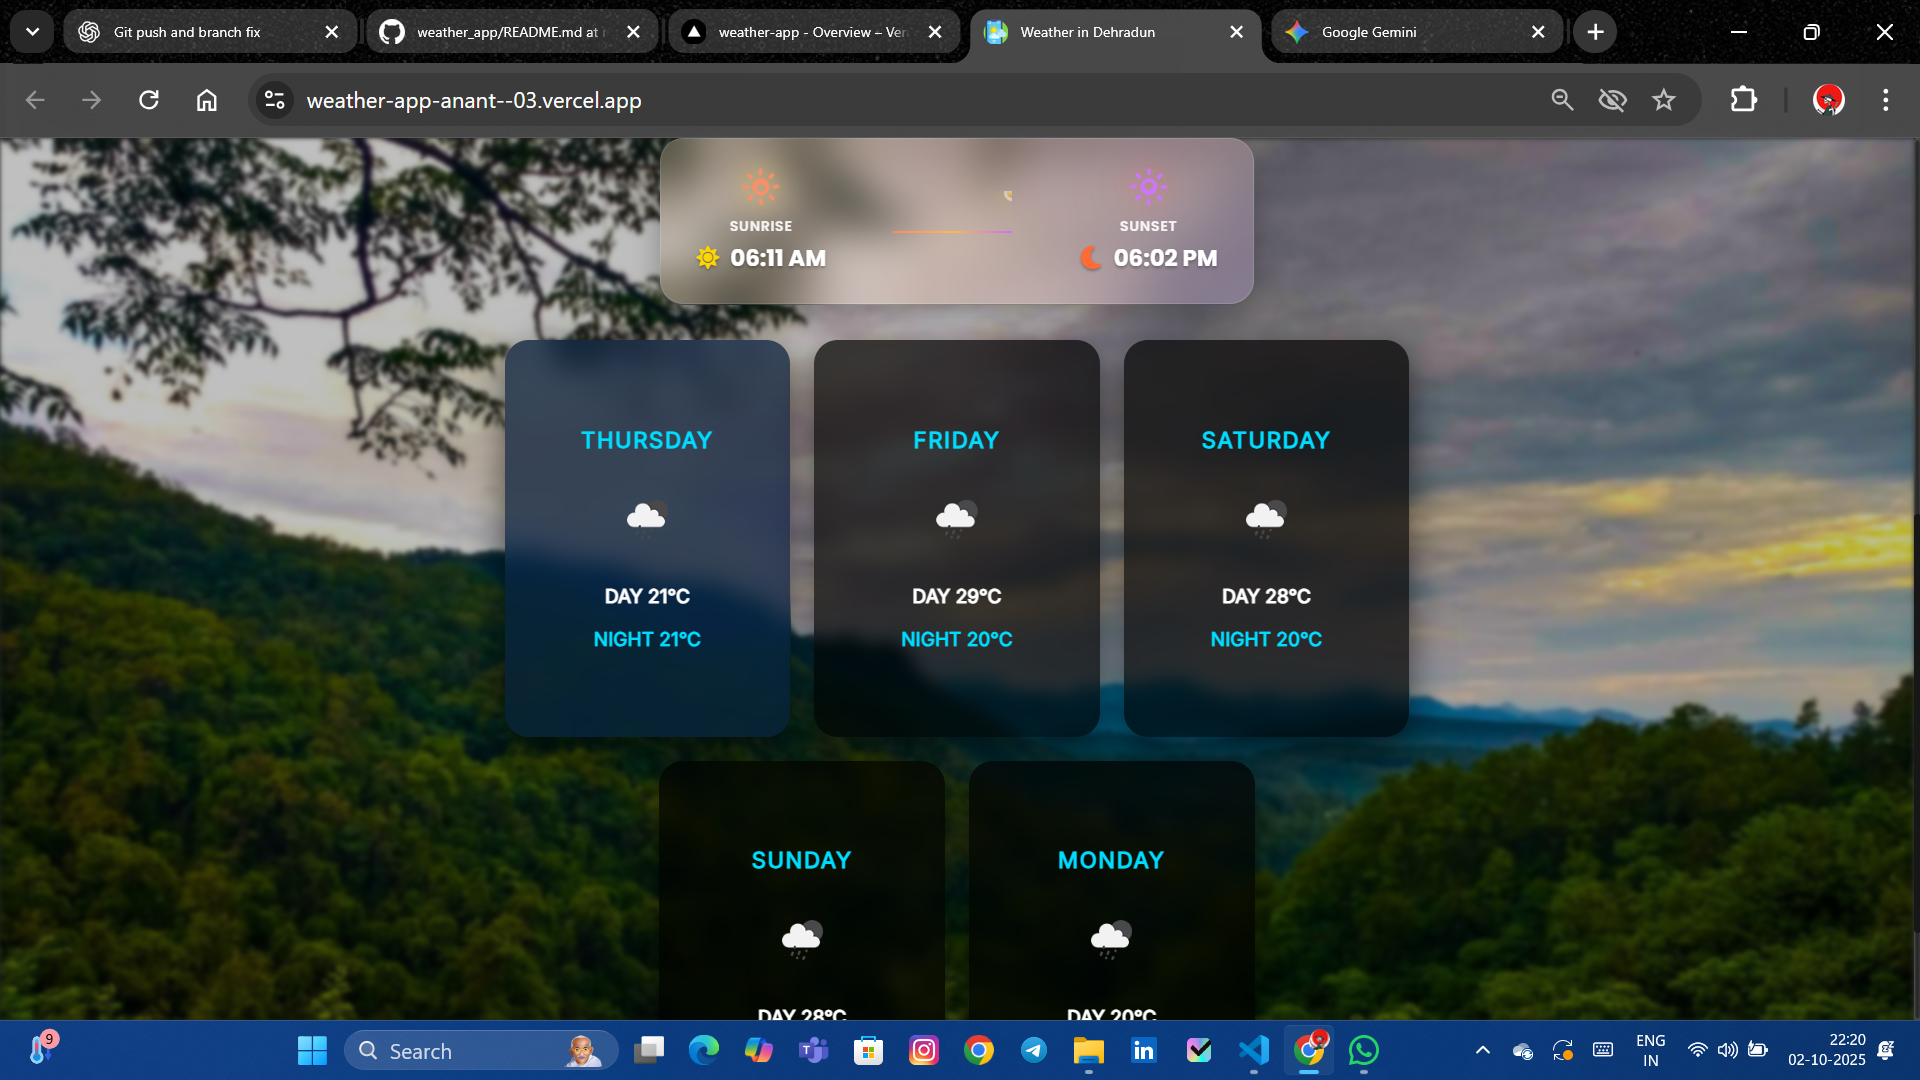 Git push and branch fix
weather_app/README.md at
weather-app - Overview – Ver
Weather in Dehradun
Google Gemini
weather-app-anant--03.vercel.app
SUNRISE
06:11 AM
SUNSET
06:02 PM
THURSDAY
DAY 21°C
NIGHT 21°C
FRIDAY
DAY 29°C
NIGHT 20°C
SATURDAY
DAY 28°C
NIGHT 20°C
SUNDAY
DAY 28°C
MONDAY
DAY 20°C
9
Search
ENG
IN
22:20
02-10-2025